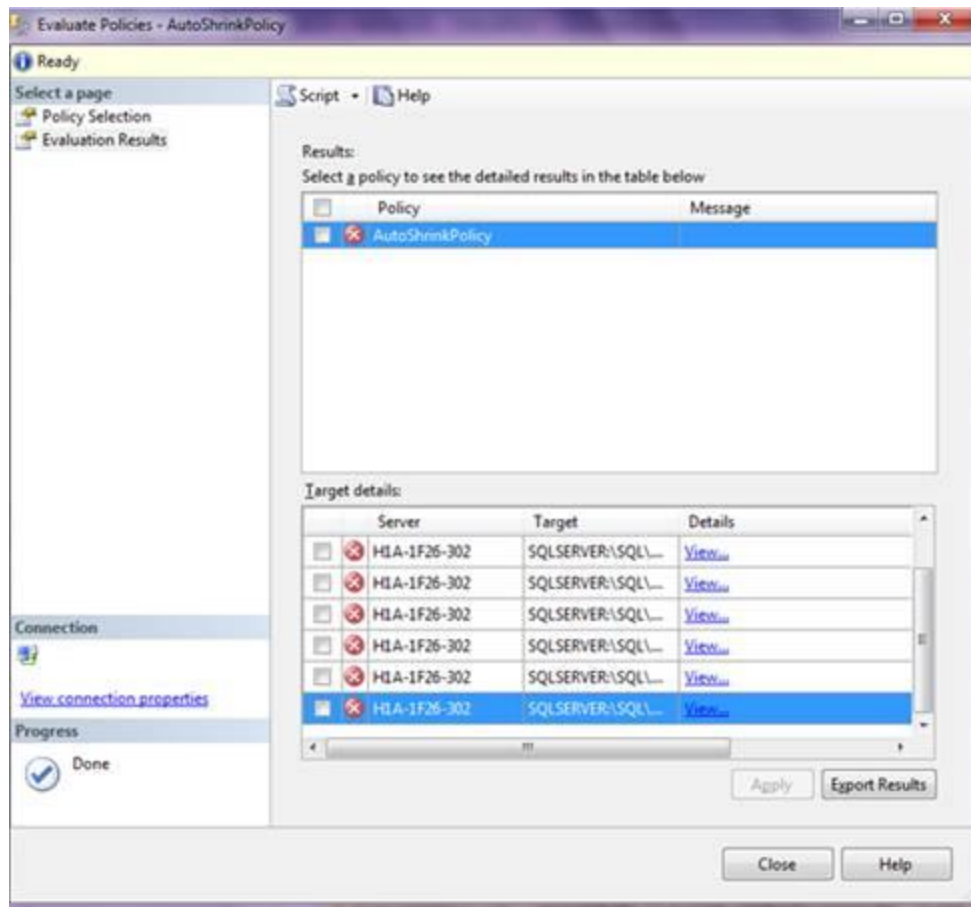 Evaluate Policies - AutoShrinkPolicy
Ready
Select a page
Policy Selection
Evaluation Results
Script Help
Results:
Select a policy to see the detailed results in the table below
Policy Message
AutoShrinkPolicy
Target details:
Server Target Details
H1A-1F26-302 SQLSERVER:\SQL\... View...
H1A-1F26-302 SQLSERVER:\SQL\... View...
H1A-1F26-302 SQLSERVER:\SQL\... View...
H1A-1F26-302 SQLSERVER:\SQL\... View...
H1A-1F26-302 SQLSERVER:\SQL\... View...
H1A-1F26-302 SQLSERVER:\SQL\... View...
Connection
View connection properties
Progress
Done
Apply Export Results
Close Help